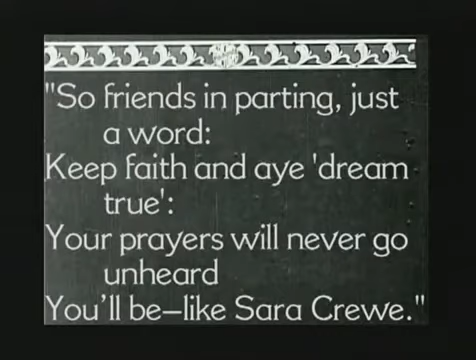 "So friends in parting, just
a word:
Keep faith and aye 'dream
true':
Your prayers will never go
unheard
You'll be—like Sara Crewe."